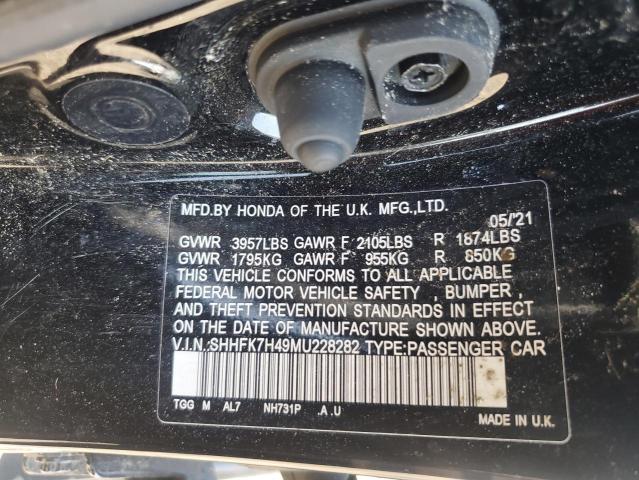 MFD.BY HONDA OF THE U.K. MFG.,LTD.
05/'21
GVWR 3957LBS GAWR F 2105LBS R 1874LBS
GVWR 1795KG GAWR F 955KG R 850KG
THIS VEHICLE CONFORMS TO ALL APPLICABLE
FEDERAL MOTOR VEHICLE SAFETY , BUMPER ,
AND THEFT PREVENTION STANDARDS IN EFFECT
ON THE DATE OF MANUFACTURE SHOWN ABOVE.
V.I.N.:SHHFK7H49MU228282 TYPE:PASSENGER CAR
TGG M AL7 NH731P .A .U
MADE IN U.K.